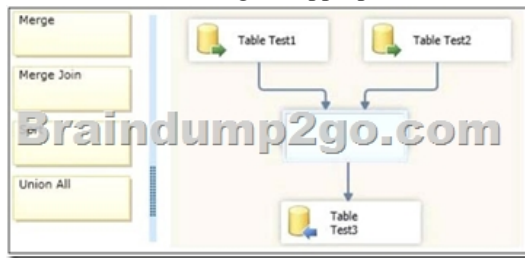 Merge
Table Test1
Table Test2
Merge Join
Braindump2go.com
Union All
Table
Test3